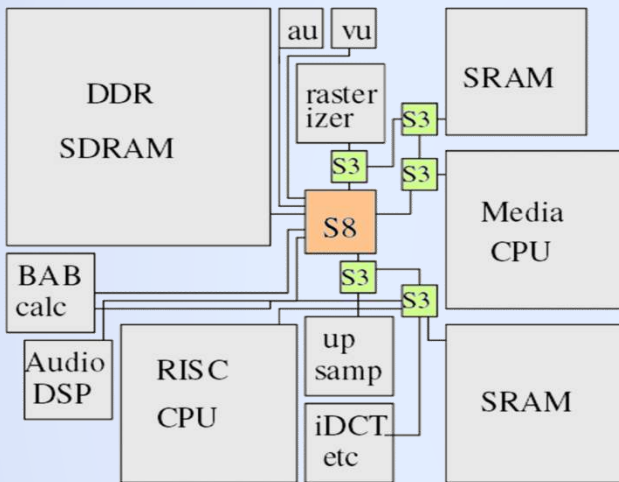 au
vu
DDR
SDRAM
raster
izer
SRAM
S3
S3
S3
S8
Media
CPU
BAB
calc
S3
S3
Audio
DSP
RISC
CPU
up
samp
SRAM
iDCT
etc